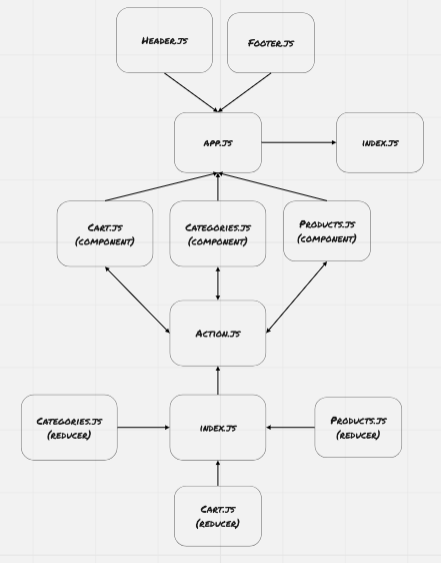 HEADER.JS
FOOTER.JS
APP.JS
INDEX.JS
CART.JS
(COMPONENT)
CATEGORIES.JS
(COMPONENT)
PRODUCTS.JS
(COMPONENT)
ACTION.JS
CATEGORIES.JS
(REDUCER)
INDEX.JS
PRODUCTS.JS
(REDUCER)
CART.JS
(REDUCER)